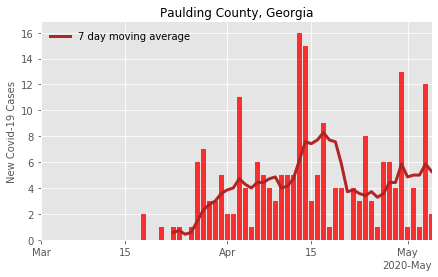 Paulding County, Georgia
7 day moving average
New Covid-19 Cases
16
14
12
10
8
6
4
2
0
Mar
15
Apr
15
May
2020-May